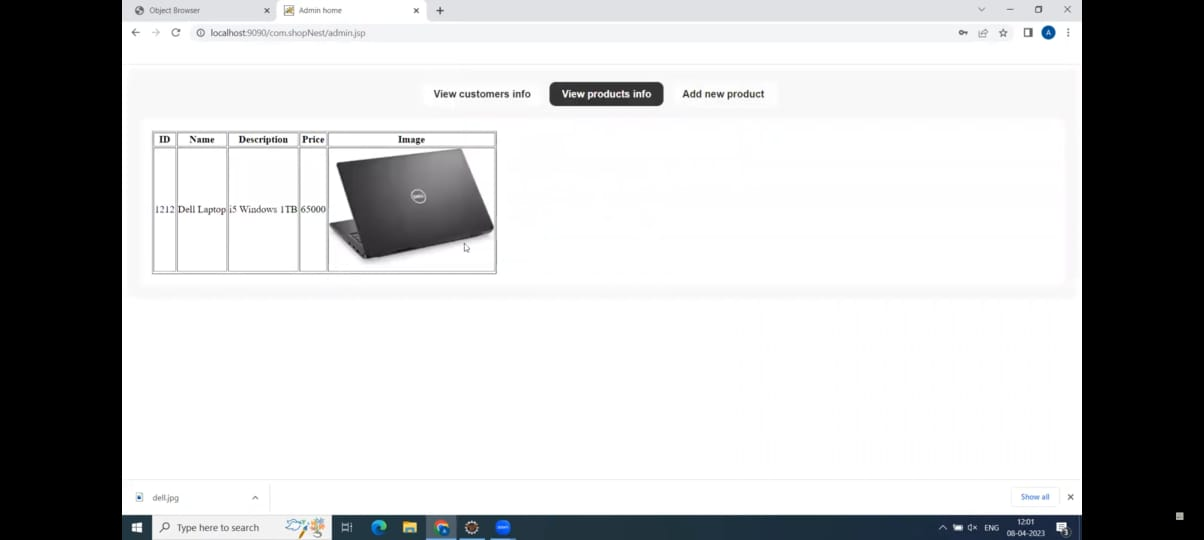 Object Browser
Admin home
localhost:9090/com.shopNest/admin.jsp
A
View customers info
View products info
Add new product
ID Name Description Price Image
1212 Dell Laptop i5 Windows 1TB 65000
DELL
dell.jpg
Show all
Type here to search
ENG
12:01
08-04-2023
3